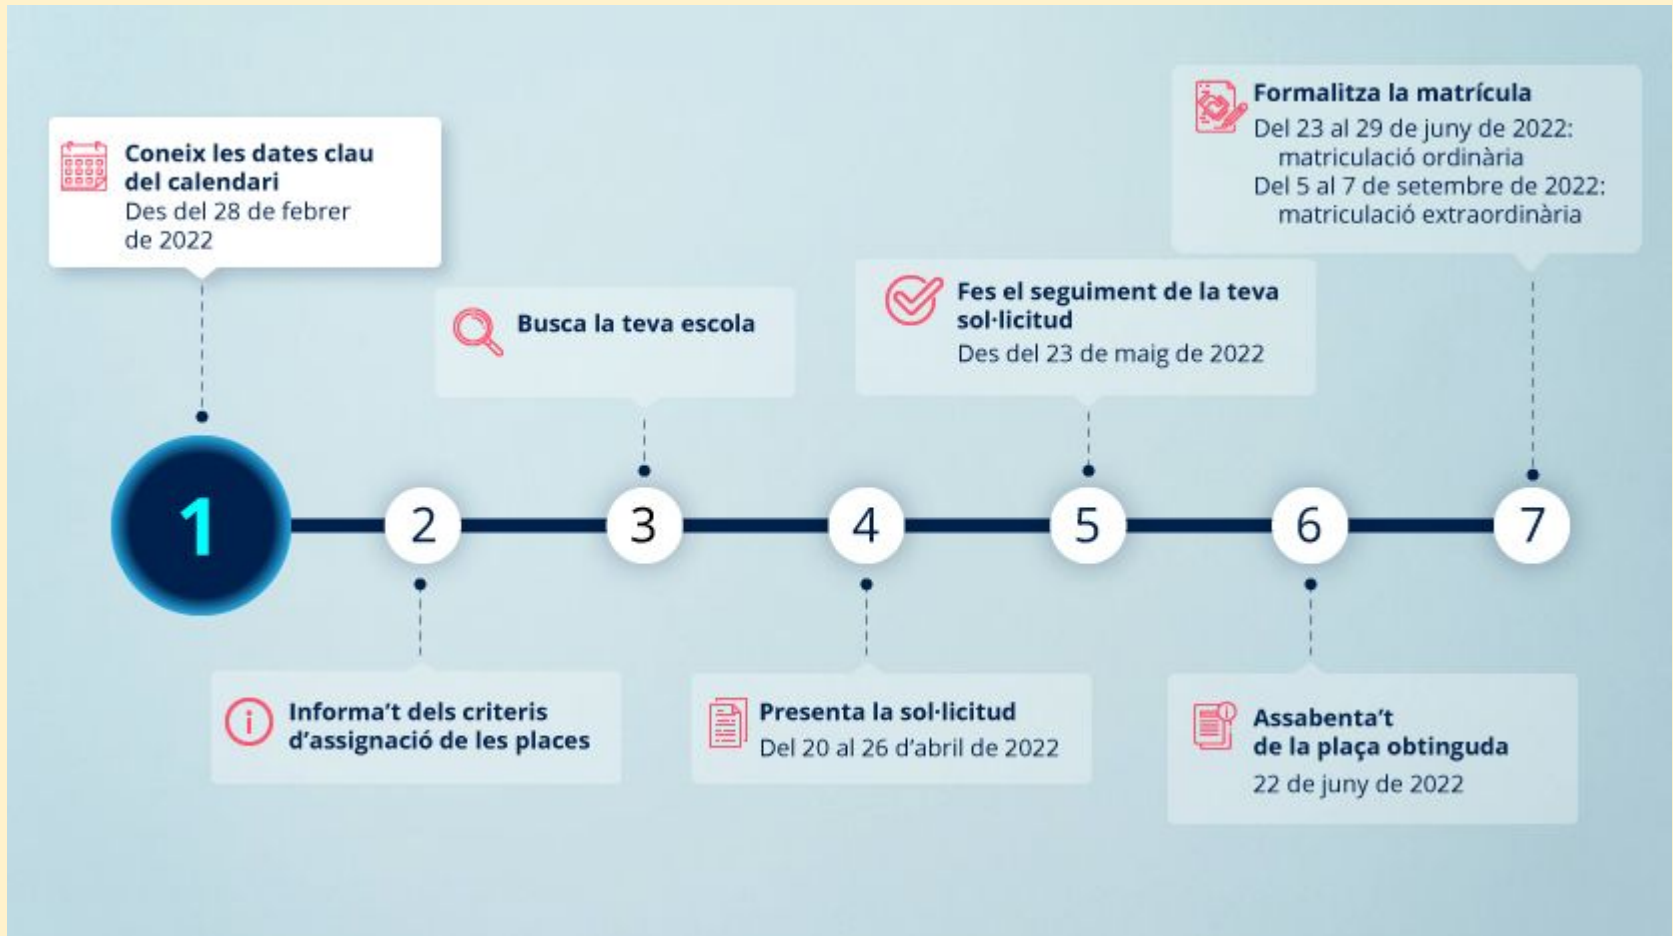 Coneix les dates clau
del calendari
Des del 28 de febrer
de 2022
1
2
Informa't dels criteris
d'assignació de les places
Busca la teva escola
3
4
Presenta la sol·licitud
Del 20 al 26 d'abril de 2022
Fes el seguiment de la teva
sol·licitud
Des del 23 de maig de 2022
5
6
Assabenta't
de la plaça obtinguda
22 de juny de 2022
Formalitza la matrícula
Del 23 al 29 de juny de 2022:
matriculació ordinària
Del 5 al 7 de setembre de 2022:
matriculació extraordinària
7